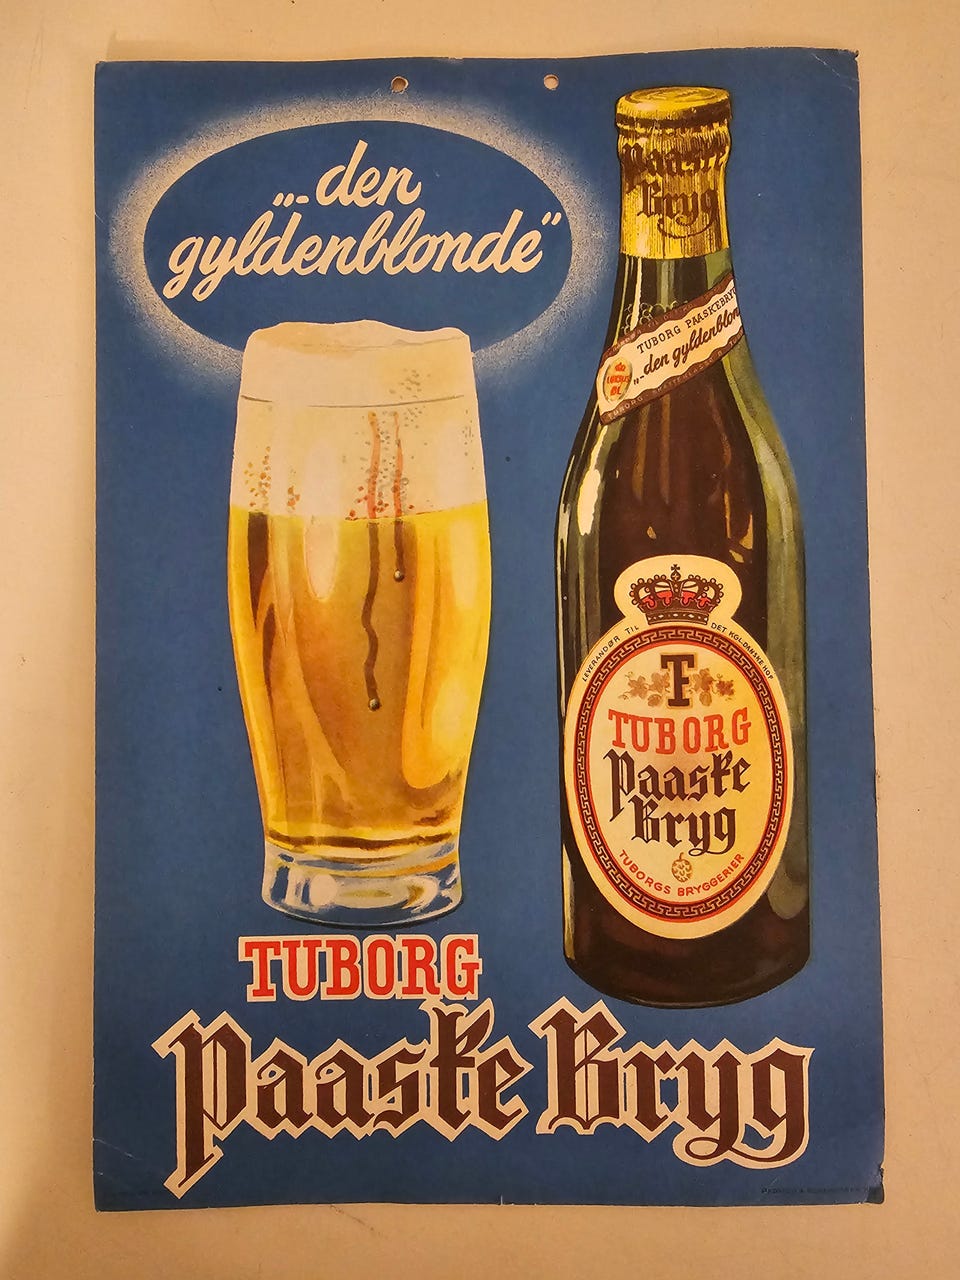 "...den
gyldenblonde"
Paaske
Bryg
TUBORG PAASKEBRYG
"...den gyldenblon
LEVERANDØR TIL DET KGL. DANSKE HOF
T
TUBORG
Paaske
Bryg
TUBORGS BRYGGERIER
TUBORG
Paaske Bryg